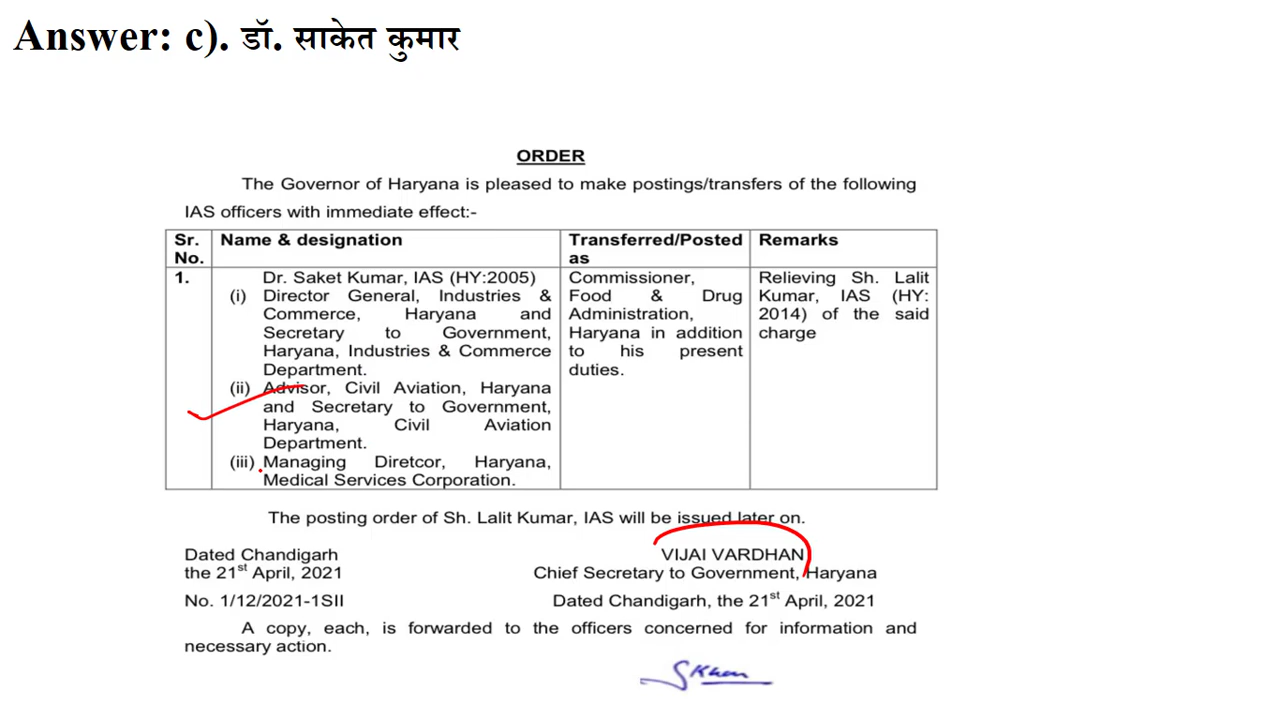 Answer: c). डॉ. साकेत कुमार
ORDER
The Governor of Haryana is pleased to make postings/transfers of the following
IAS officers with immediate effect:-
Sr. No.
Name & designation
Transferred/Posted as
Remarks
1.
Dr. Saket Kumar, IAS (HY:2005)
(i) Director General, Industries &
Commerce, Haryana and
Secretary to Government,
Haryana, Industries & Commerce
Department.
(ii) Advisor, Civil Aviation, Haryana
and Secretary to Government,
Haryana, Civil Aviation
Department.
(iii) Managing Diretcor, Haryana,
Medical Services Corporation.
Commissioner,
Food & Drug
Administration,
Haryana in addition
to his present
duties.
Relieving Sh. Lalit
Kumar, IAS (HY:
2014) of the said
charge
The posting order of Sh. Lalit Kumar, IAS will be issued later on.
Dated Chandigarh
the 21st April, 2021
VIJAI VARDHAN
Chief Secretary to Government, Haryana
No. 1/12/2021-1SII
Dated Chandigarh, the 21st April, 2021
A copy, each, is forwarded to the officers concerned for information and
necessary action.
SKhan